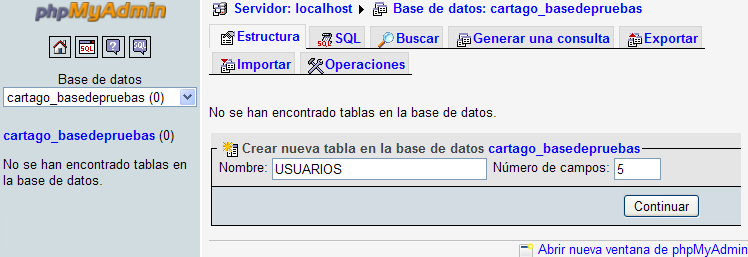 phpMyAdmin
SQL
SQL
Base de datos
cartago_basedepruebas (0)
cartago_basedepruebas (0)
No se han encontrado tablas en
la base de datos.
Servidor: localhost Base de datos: cartago_basedepruebas
Estructura SQL Buscar Generar una consulta Exportar
Importar Operaciones
No se han encontrado tablas en la base de datos.
Crear nueva tabla en la base de datos cartago_basedepruebas
Nombre: USUARIOS Número de campos: 5
Continuar
Abrir nueva ventana de phpMyAdmin